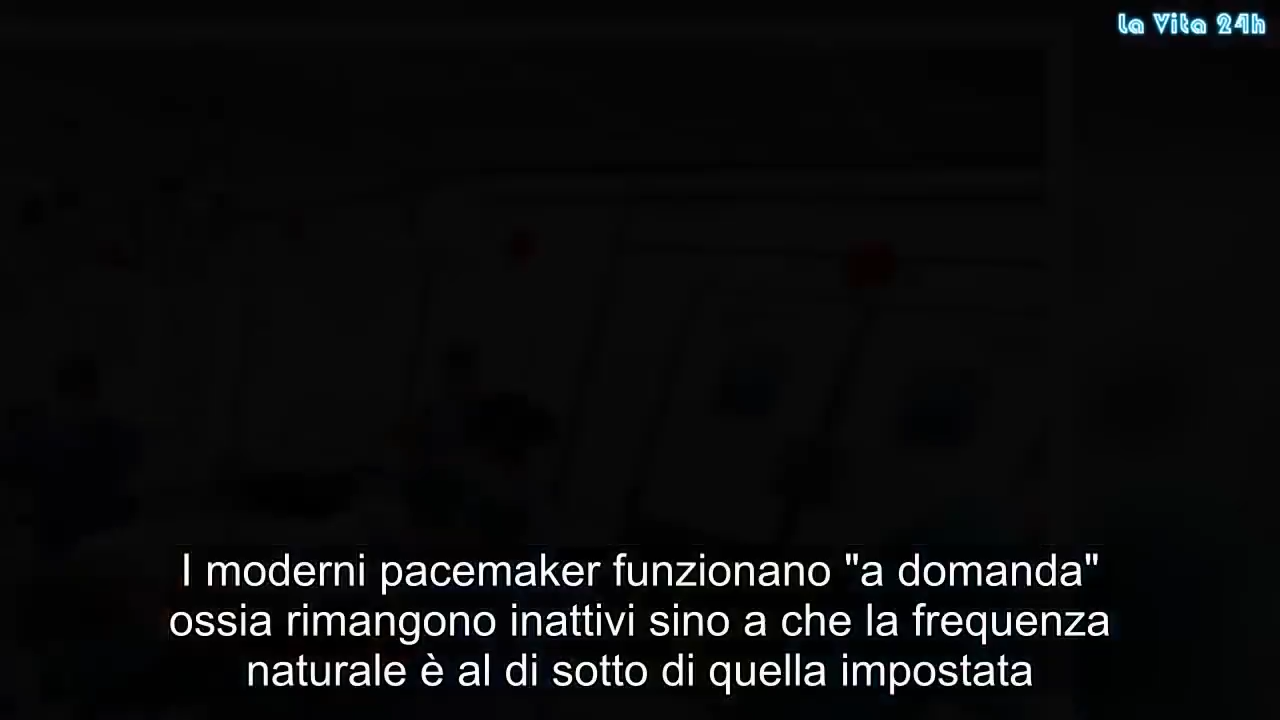 la Vita 24h
I moderni pacemaker funzionano "a domanda"
ossia rimangono inattivi sino a che la frequenza
naturale è al di sotto di quella impostata